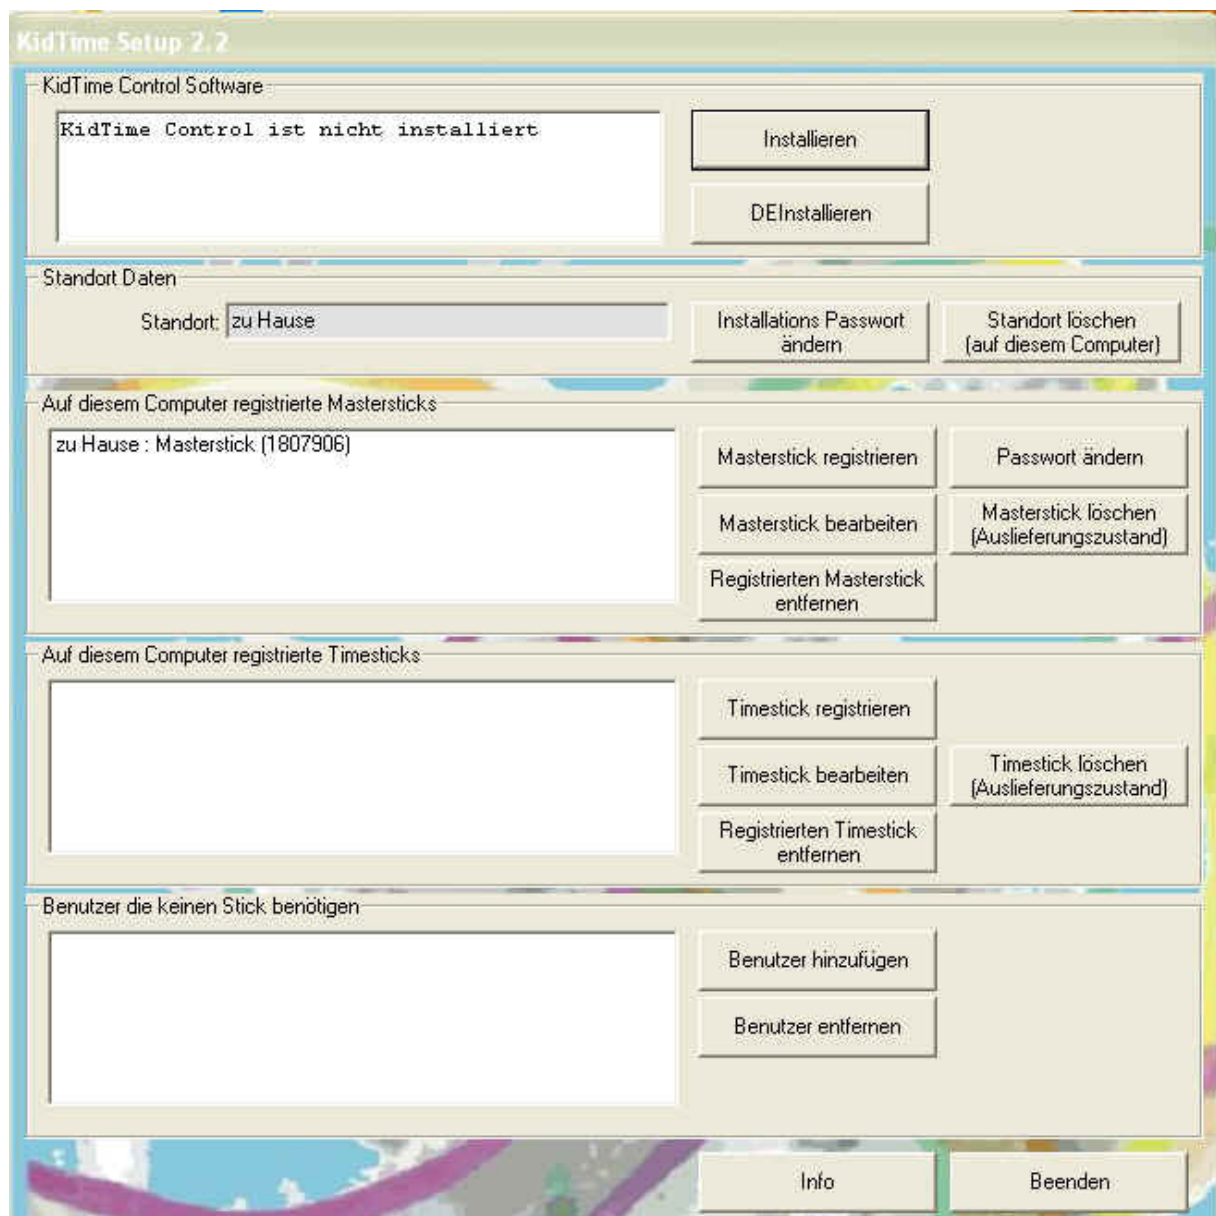 KidTime Setup 2.2
KidTime Control Software
KidTime Control ist nicht installiert
Installieren
DEInstallieren
Standort Daten
Standort: zu Hause
Installations Passwort
ändern
Standort löschen
(auf diesem Computer)
Auf diesem Computer registrierte Mastersticks
zu Hause : Masterstick (1807906)
Masterstick registrieren
Passwort ändern
Masterstick bearbeiten
Masterstick löschen
(Auslieferungszustand)
Registrierten Masterstick
entfernen
Auf diesem Computer registrierte Timesticks
Timestick registrieren
Timestick bearbeiten
Timestick löschen
(Auslieferungszustand)
Registrierten Timestick
entfernen
Benutzer die keinen Stick benötigen
Benutzer hinzufügen
Benutzer entfernen
Info
Beenden